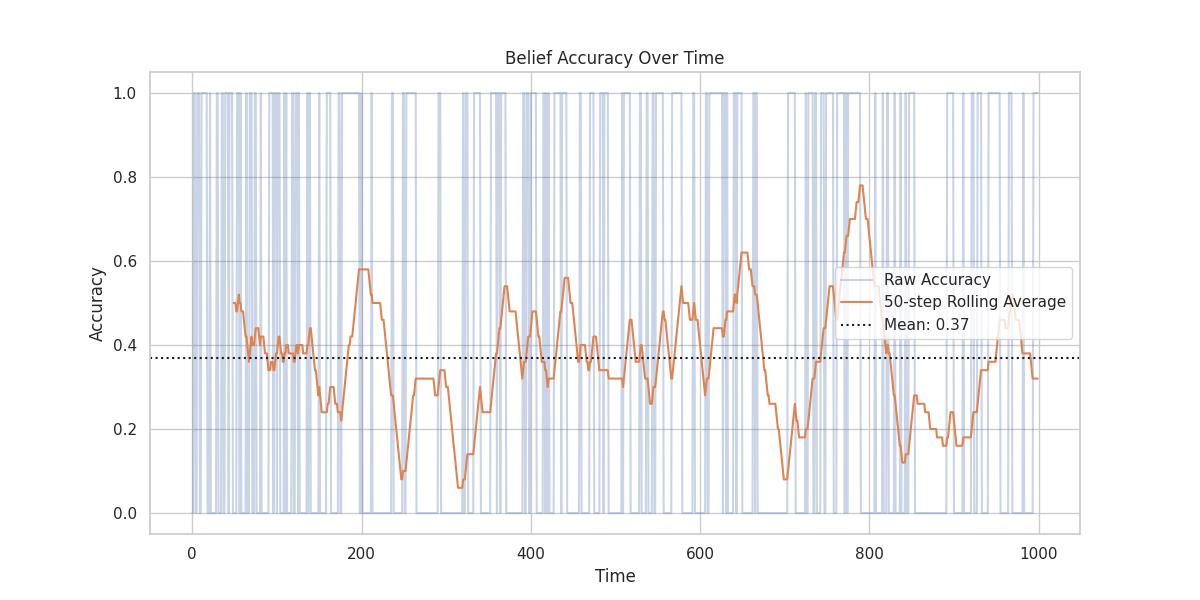 Belief Accuracy Over Time
Accuracy
1.0
0.8
0.6
0.4
0.2
0.0
Raw Accuracy
50-step Rolling Average
Mean: 0.37
0 200 400 600 800 1000
Time